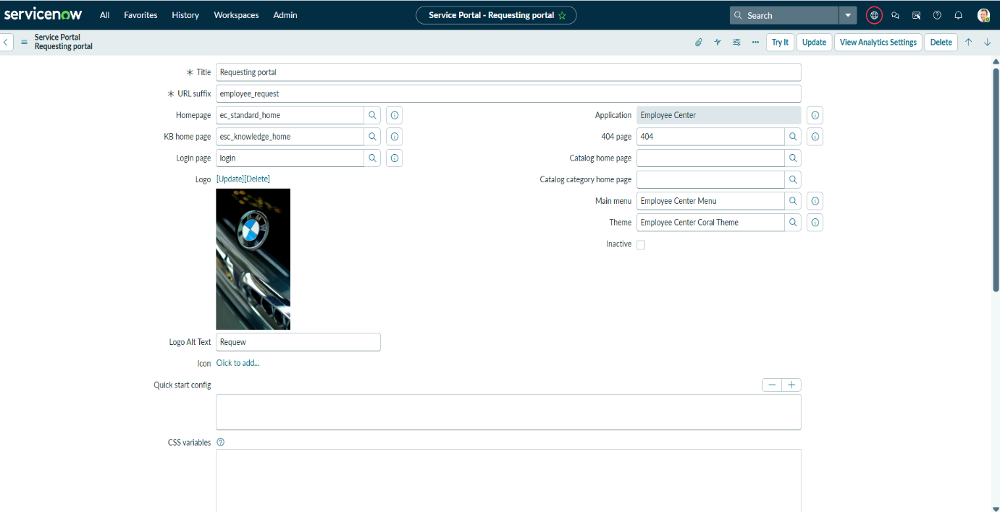 servicenow All Favorites History Workspaces Admin Service Portal - Requesting portal Search
Service Portal
Requesting portal
Try It Update View Analytics Settings Delete
Title Requesting portal
URL suffix employee_request
Homepage ec_standard_home Application Employee Center
KB home page esc_knowledge_home 404 page 404
Login page login Catalog home page
Logo [Update][Delete] Catalog category home page
Main menu Employee Center Menu
Theme Employee Center Coral Theme
Inactive
BMW
Logo Alt Text Requew
Icon Click to add...
Quick start config
CSS variables